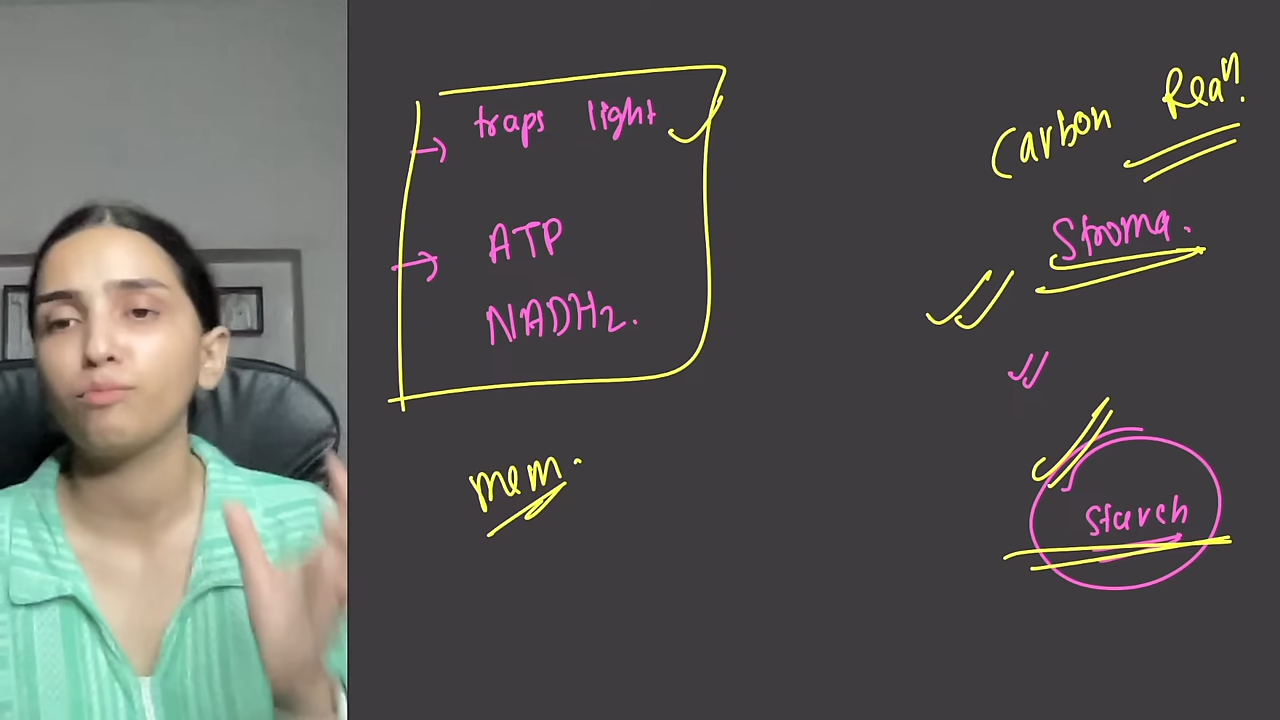 traps light
ATP
NADH2.
mem.
Carbon Reaⁿ.
Stroma.
Starch